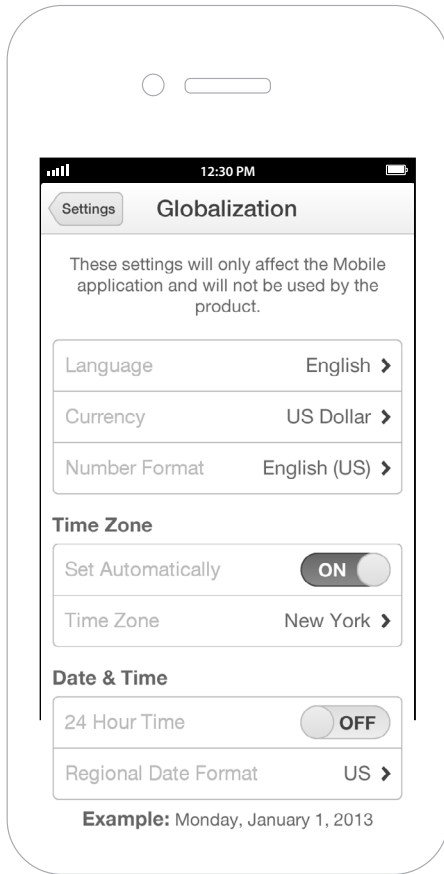 12:30 PM
Settings Globalization
These settings will only affect the Mobile
application and will not be used by the
product.
Language English
Currency US Dollar
Number Format English (US)
Time Zone
Set Automatically ON
Time Zone New York
Date & Time
24 Hour Time OFF
Regional Date Format US
Example: Monday, January 1, 2013